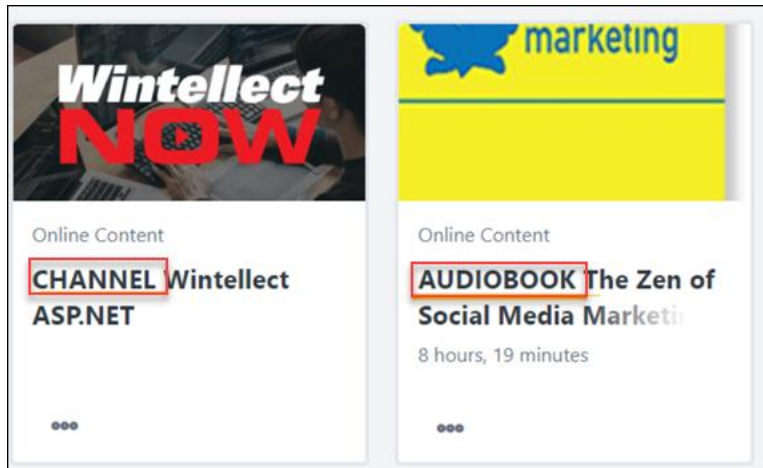 Wintellect
NOW
Online Content
CHANNEL Wintellect
ASP.NET
marketing
Online Content
AUDIOBOOK The Zen of
Social Media Marketi
8 hours, 19 minutes